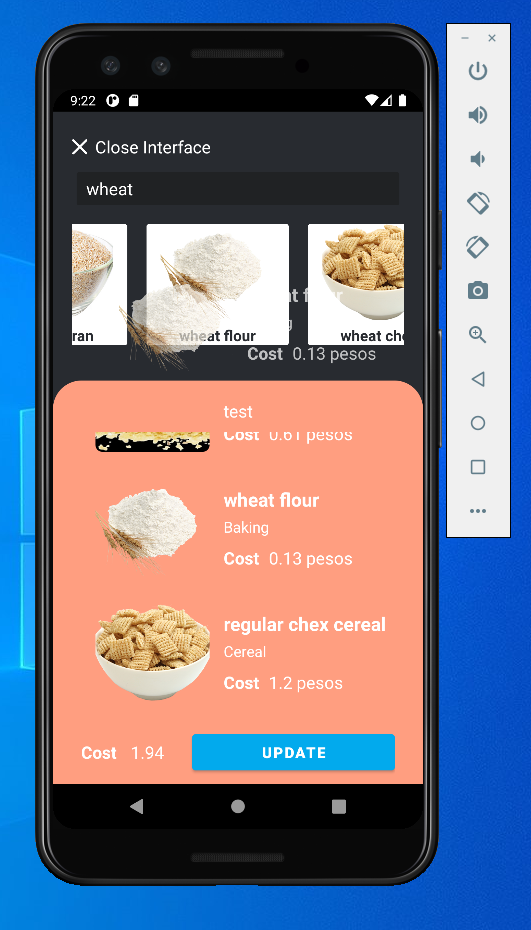 9:22
Close Interface
wheat
ran
wheat flour
wheat che
Cost 0.13 pesos
test
Cost 0.61 pesos
wheat flour
Baking
Cost 0.13 pesos
regular chex cereal
Cereal
Cost 1.2 pesos
Cost 1.94
UPDATE